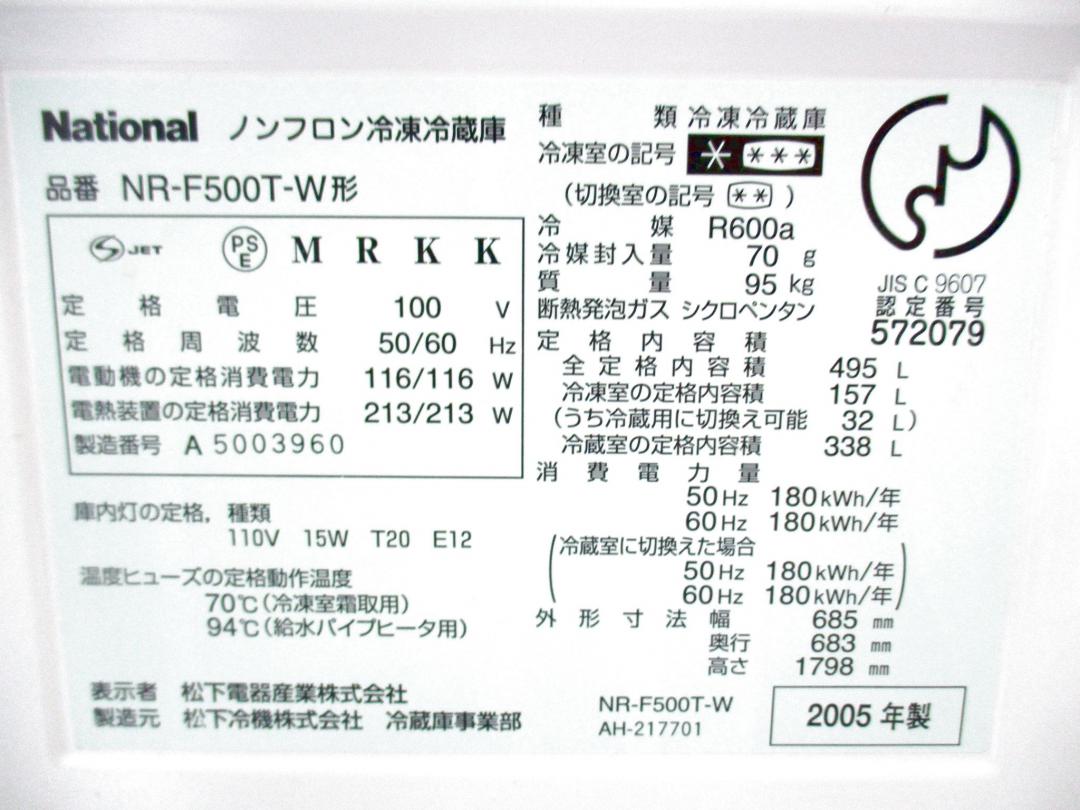 National ノンフロン冷凍冷蔵庫
品番 NR-F500T-W形
S JET PSE M R K K
定格電圧 100 V
定格周波数 50/60 Hz
電動機の定格消費電力 116/116 W
電熱装置の定格消費電力 213/213 W
製造番号 A 5003960
庫内灯の定格，種類
110V 15W T20 E12
温度ヒューズの定格動作温度
70℃（冷凍室霜取用）
94℃（給水パイプヒータ用）
表示者 松下電器産業株式会社
製造元 松下冷機株式会社 冷蔵庫事業部
種類 冷凍冷蔵庫
冷凍室の記号 * ***
（切換室の記号 ** ）
冷媒 R600a
冷媒封入量 70 g
質量 95 kg
断熱発泡ガス シクロペンタン
定格内容積
全定格内容積 495 L
冷凍室の定格内容積 157 L
（うち冷蔵用に切換え可能 32 L）
冷蔵室の定格内容積 338 L
消費電力量
50Hz 180kWh/年
60Hz 180kWh/年
（冷蔵室に切換えた場合
50Hz 180kWh/年
60Hz 180kWh/年）
外形寸法幅 685 mm
奥行 683 mm
高さ 1798 mm
JIS C 9607
認定番号
572079
NR-F500T-W
AH-217701
2005年製